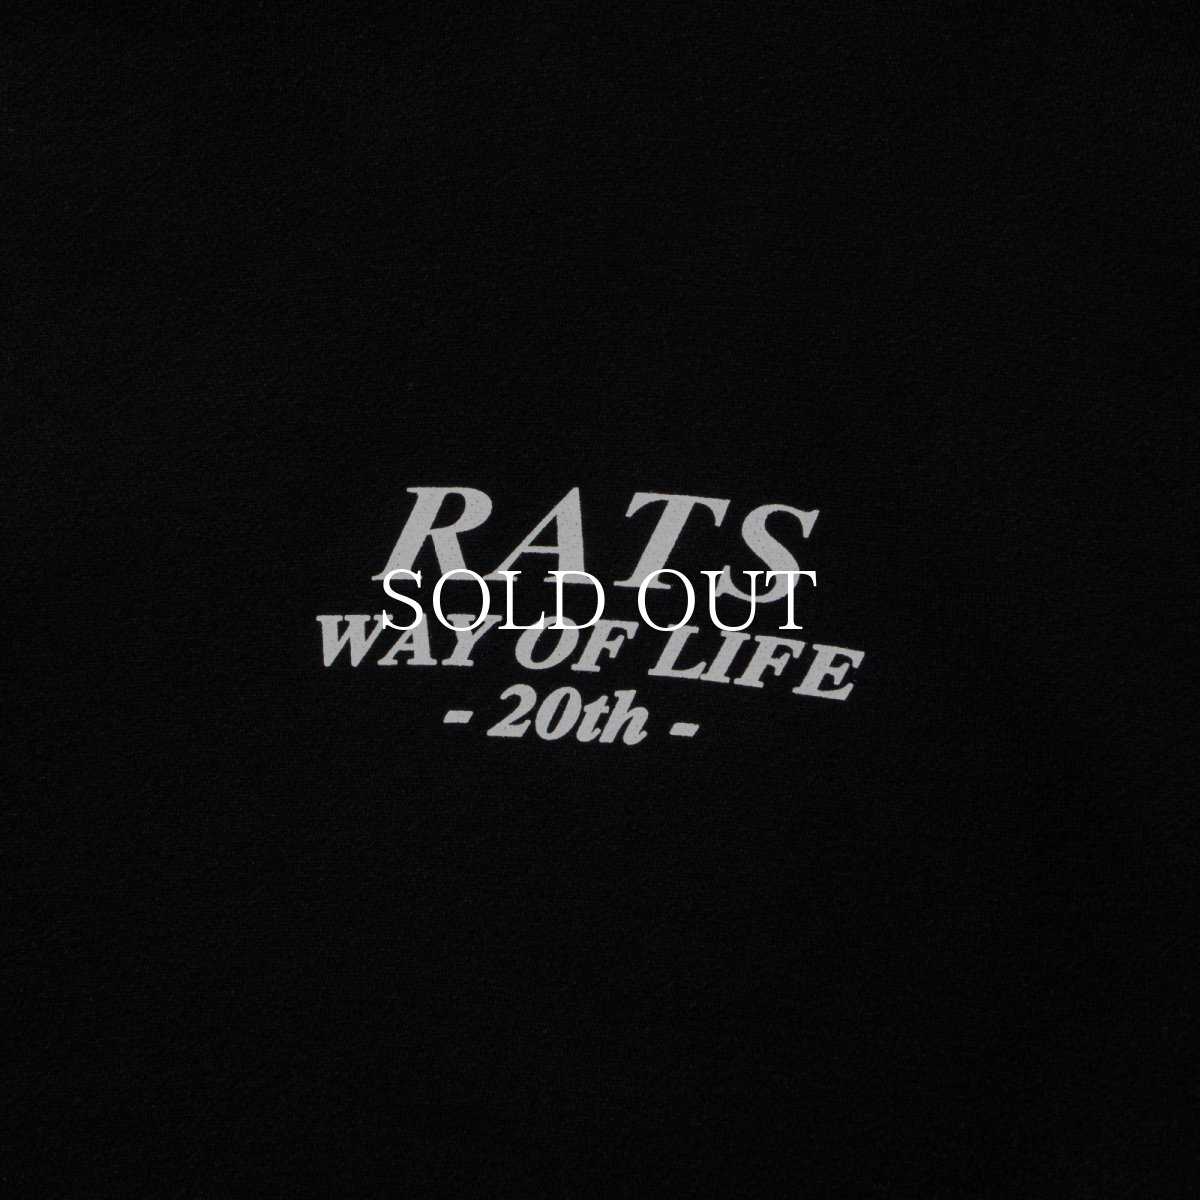 RATS
SOLD OUT
WAY OF LIFE
- 20th -